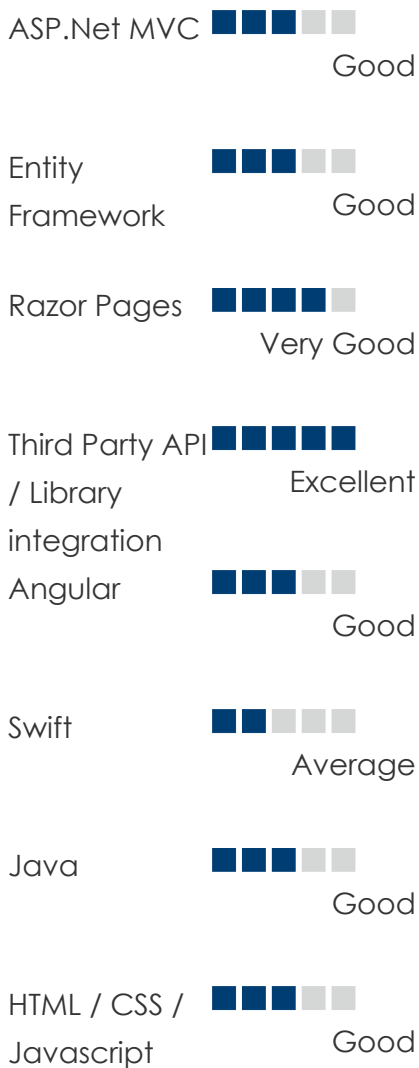 ASP.Net MVC
Good
Entity
Framework
Good
Razor Pages
Very Good
Third Party API
/ Library
integration
Excellent
Angular
Good
Swift
Average
Java
Good
HTML / CSS /
Javascript
Good